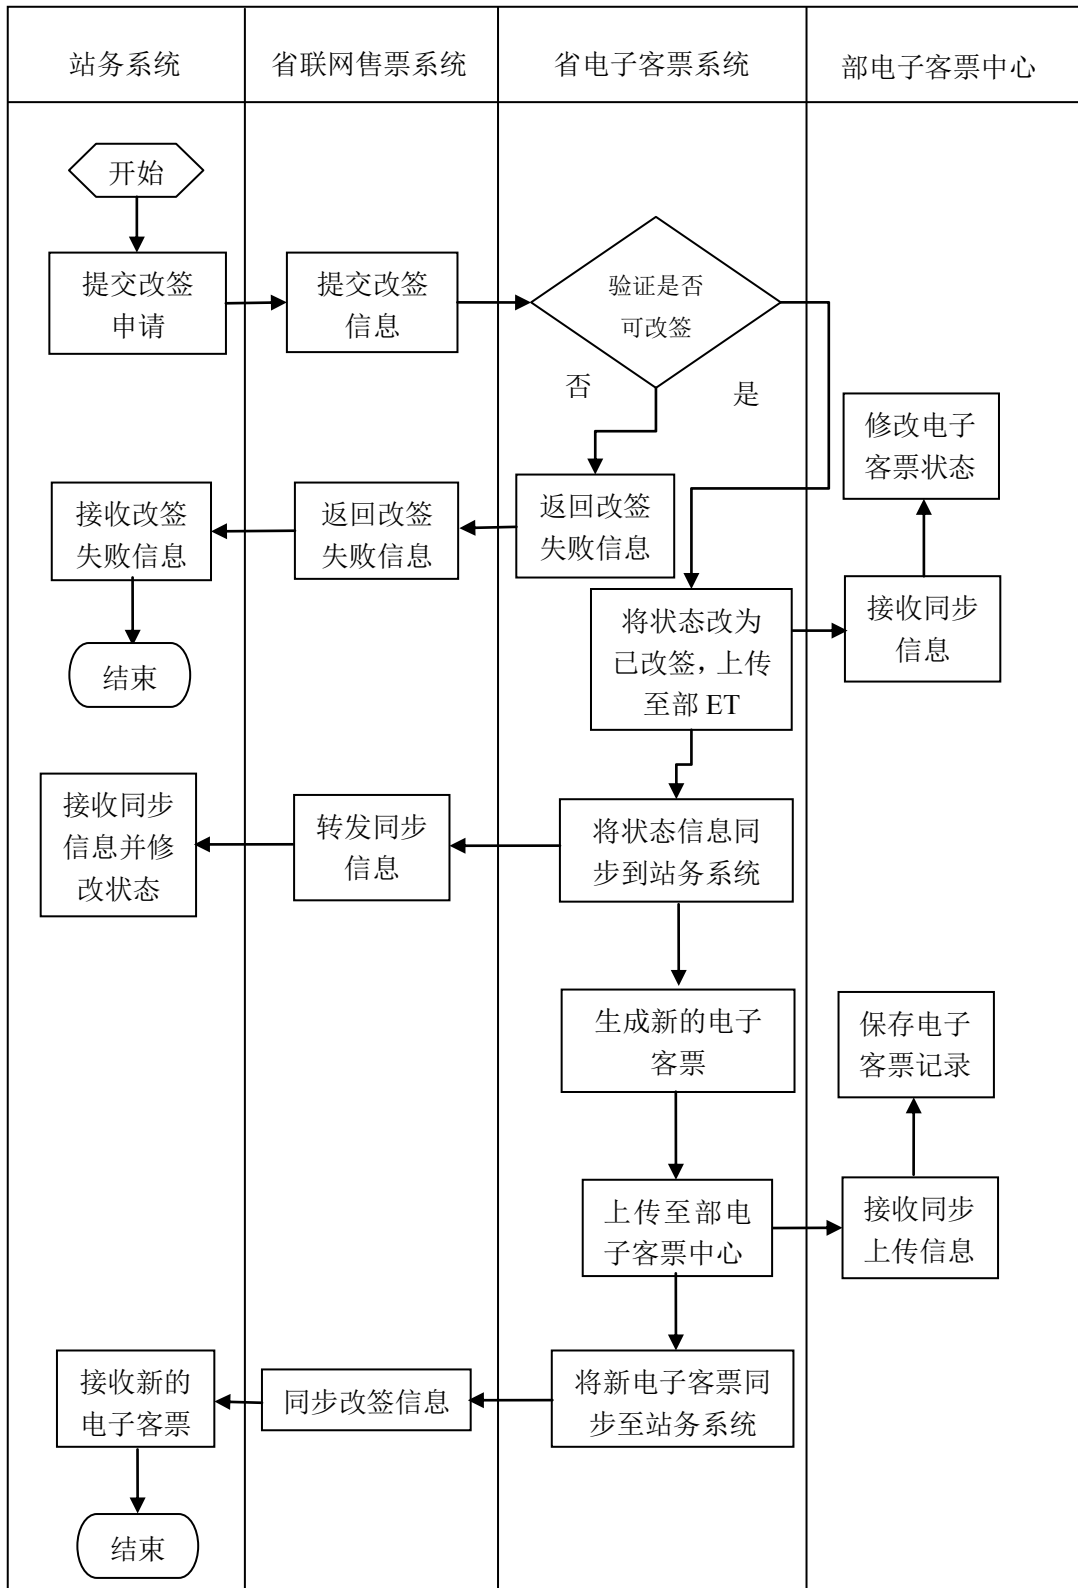 站务系统
省联网售票系统
省电子客票系统
部电子客票中心
开始
提交改签
申请
提交改签
信息
验证是否
可改签
否
是
修改电子
客票状态
接收改签
失败信息
返回改签
失败信息
返回改签
失败信息
结束
将状态改为
已改签，上传
至部 ET
接收同步
信息
接收同步
信息并修
改状态
转发同步
信息
将状态信息同
步到站务系统
生成新的电子
客票
保存电子
客票记录
上传至部电
子客票中心
接收同步
上传信息
接收新的
电子客票
同步改签信息
将新电子客票同
步至站务系统
结束